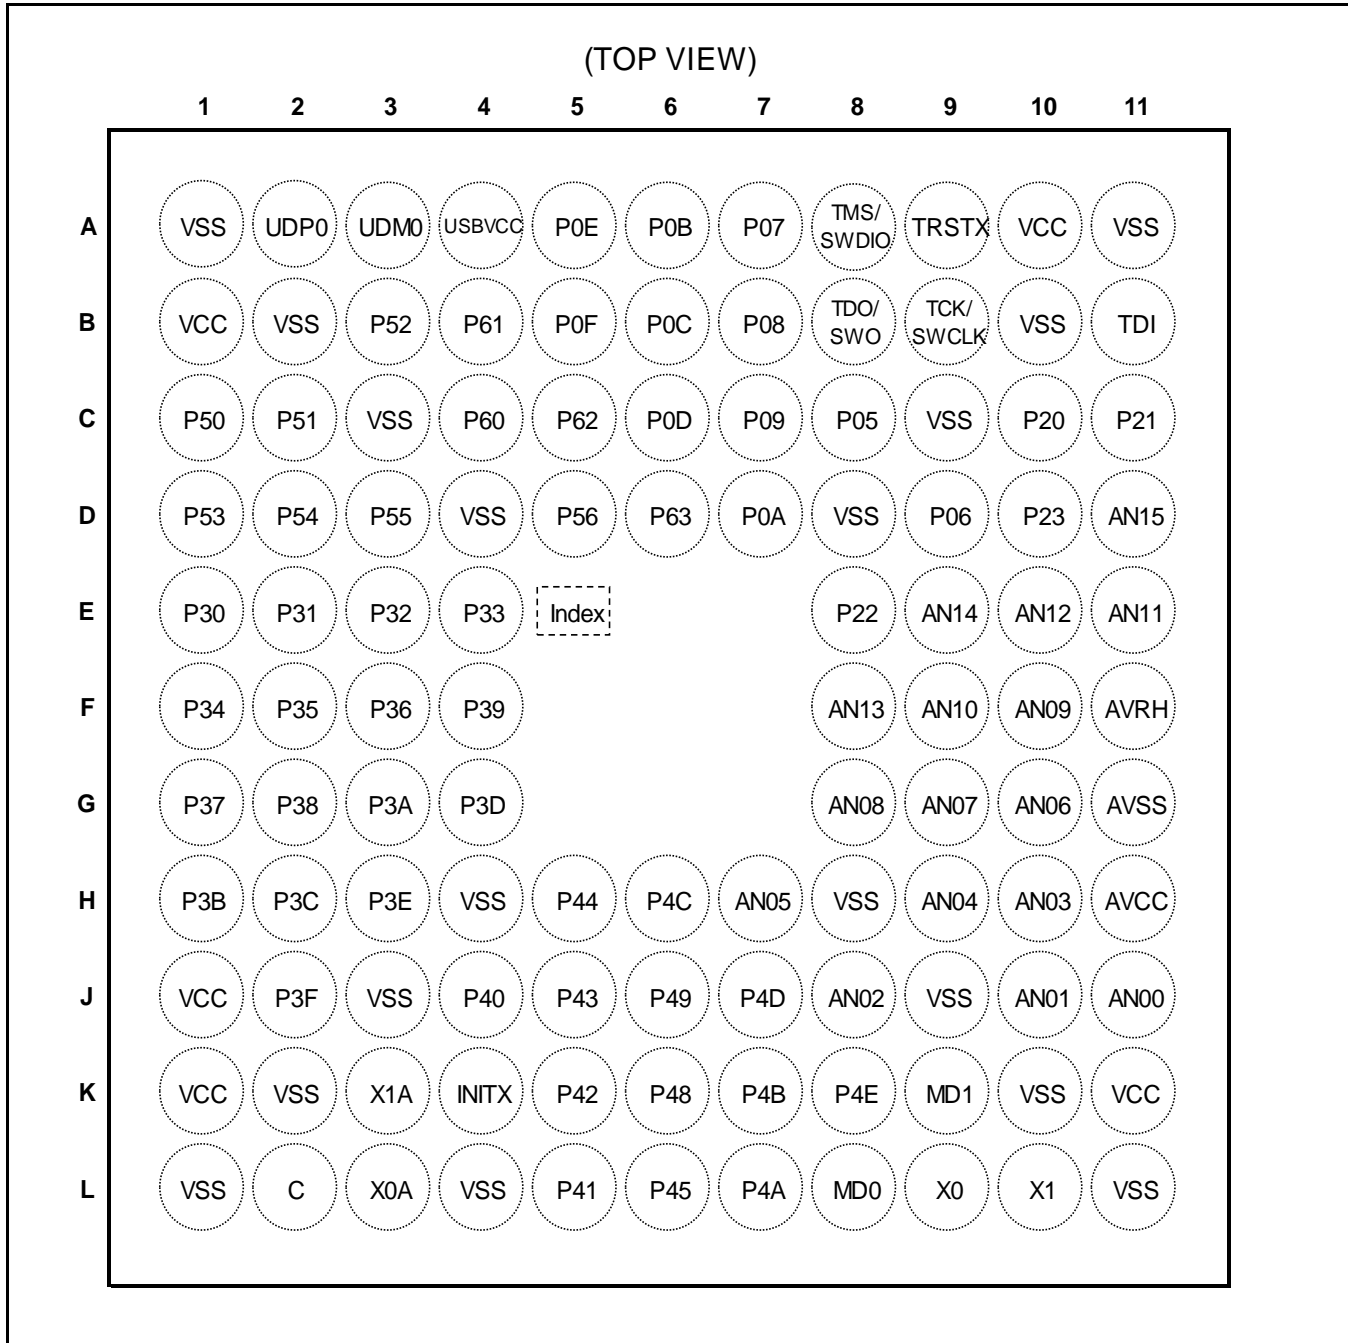 (TOP VIEW)
1 2 3 4 5 6 7 8 9 10 11
A VSS UDP0 UDM0 USBVCC P0E P0B P07 TMS/ SWDIO TRSTX VCC VSS
B VCC VSS P52 P61 P0F P0C P08 TDO/ SWO TCK/ SWCLK VSS TDI
C P50 P51 VSS P60 P62 P0D P09 P05 VSS P20 P21
D P53 P54 P55 VSS P56 P63 P0A VSS P06 P23 AN15
E P30 P31 P32 P33 Index P22 AN14 AN12 AN11
F P34 P35 P36 P39 AN13 AN10 AN09 AVRH
G P37 P38 P3A P3D AN08 AN07 AN06 AVSS
H P3B P3C P3E VSS P44 P4C AN05 VSS AN04 AN03 AVCC
J VCC P3F VSS P40 P43 P49 P4D AN02 VSS AN01 AN00
K VCC VSS X1A INITX P42 P48 P4B P4E MD1 VSS VCC
L VSS C X0A VSS P41 P45 P4A MD0 X0 X1 VSS